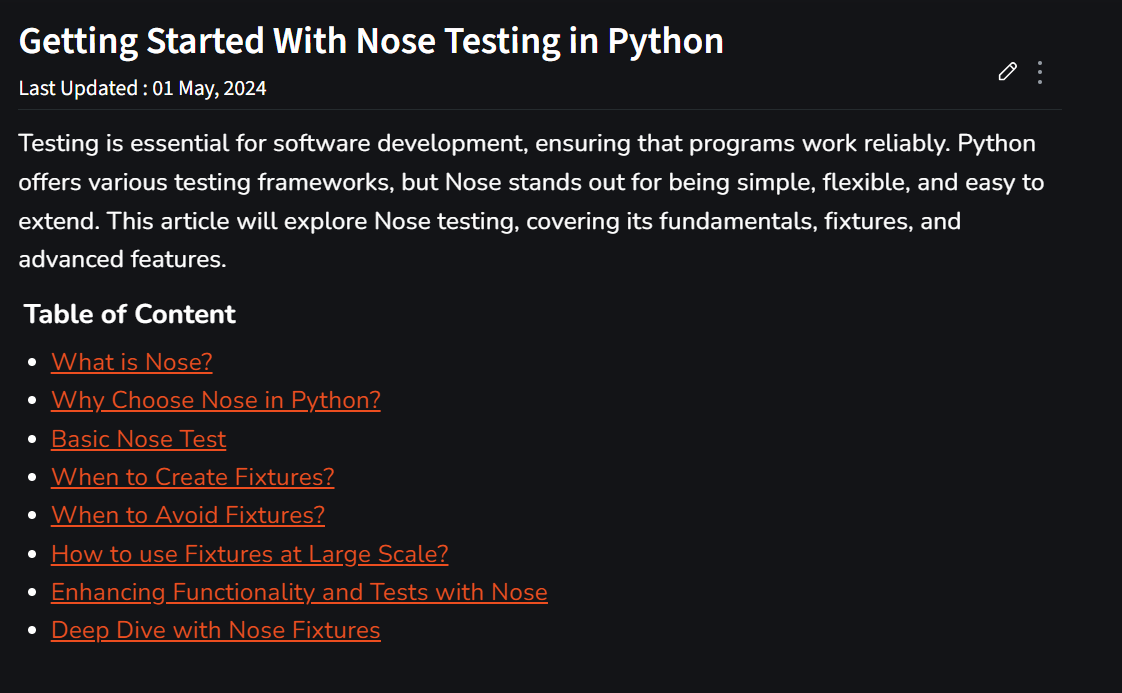 Getting Started With Nose Testing in Python
Last Updated : 01 May, 2024
Testing is essential for software development, ensuring that programs work reliably. Python
offers various testing frameworks, but Nose stands out for being simple, flexible, and easy to
extend. This article will explore Nose testing, covering its fundamentals, fixtures, and
advanced features.
Table of Content
What is Nose?
Why Choose Nose in Python?
Basic Nose Test
When to Create Fixtures?
When to Avoid Fixtures?
How to use Fixtures at Large Scale?
Enhancing Functionality and Tests with Nose
Deep Dive with Nose Fixtures